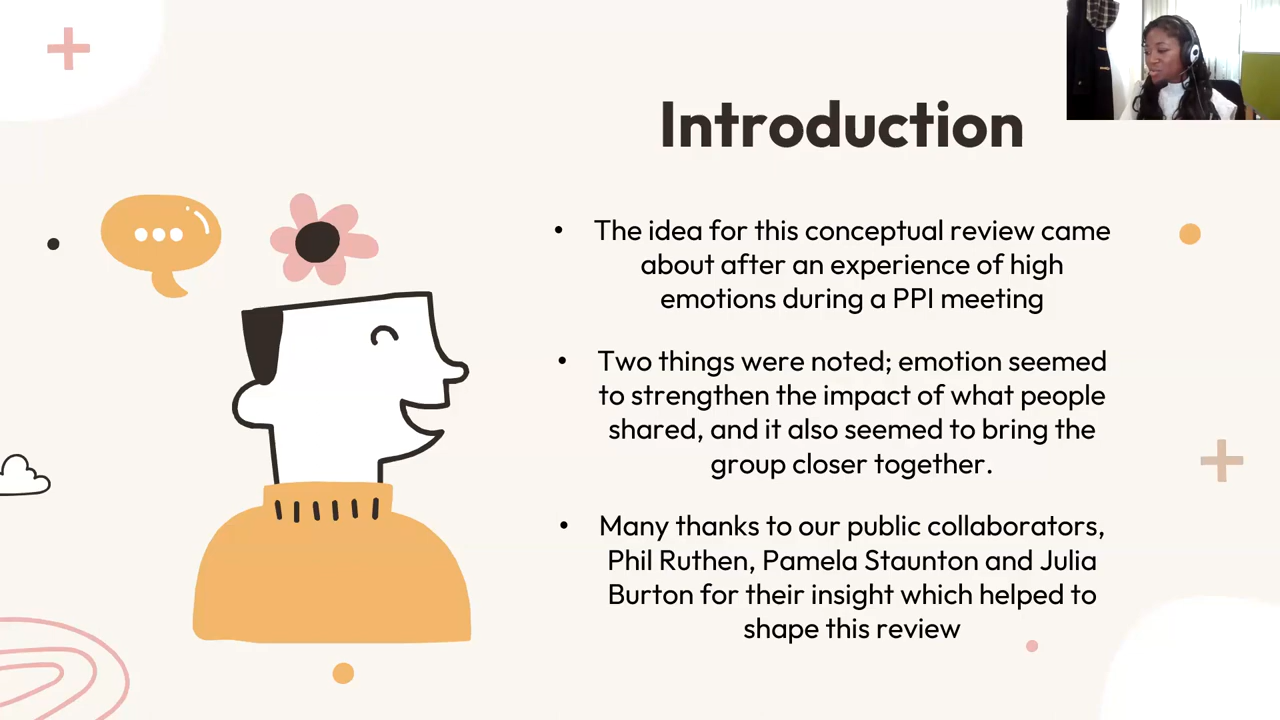 Introduction
• The idea for this conceptual review came
about after an experience of high
emotions during a PPI meeting
• Two things were noted; emotion seemed
to strengthen the impact of what people
shared, and it also seemed to bring the
group closer together.
• Many thanks to our public collaborators,
Phil Ruthen, Pamela Staunton and Julia
Burton for their insight which helped to
shape this review